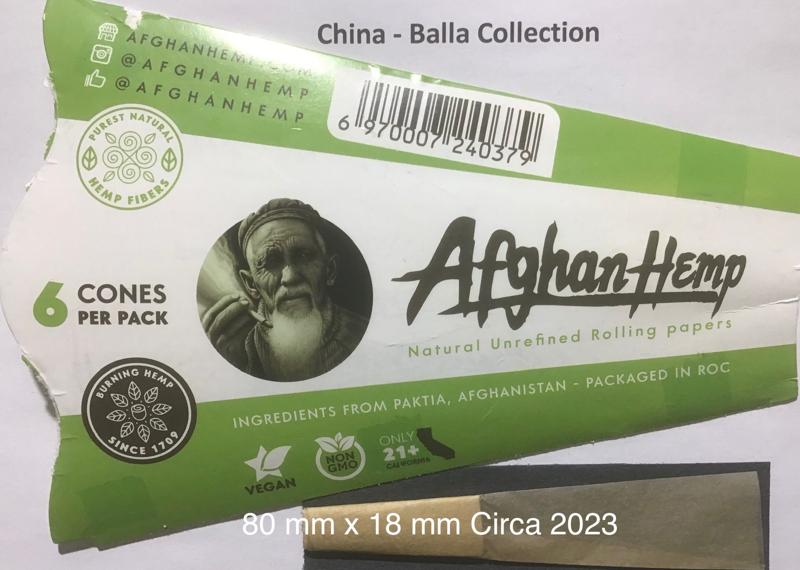 China - Balla Collection
AFGHANHEMP.COM
@AFGHANHEMP
@AFGHANHEMP
6 970007 240379
PUREST NATURAL
HEMP FIBERS
6 CONES
PER PACK
Afghan Hemp
Natural Unrefined Rolling papers
BURNING HEMP
SINCE 1709
INGREDIENTS FROM PAKTIA, AFGHANISTAN - PACKAGED IN ROC
VEGAN
NON
GMO
ONLY
21+
CALIFORNIA
80 mm x 18 mm Circa 2023